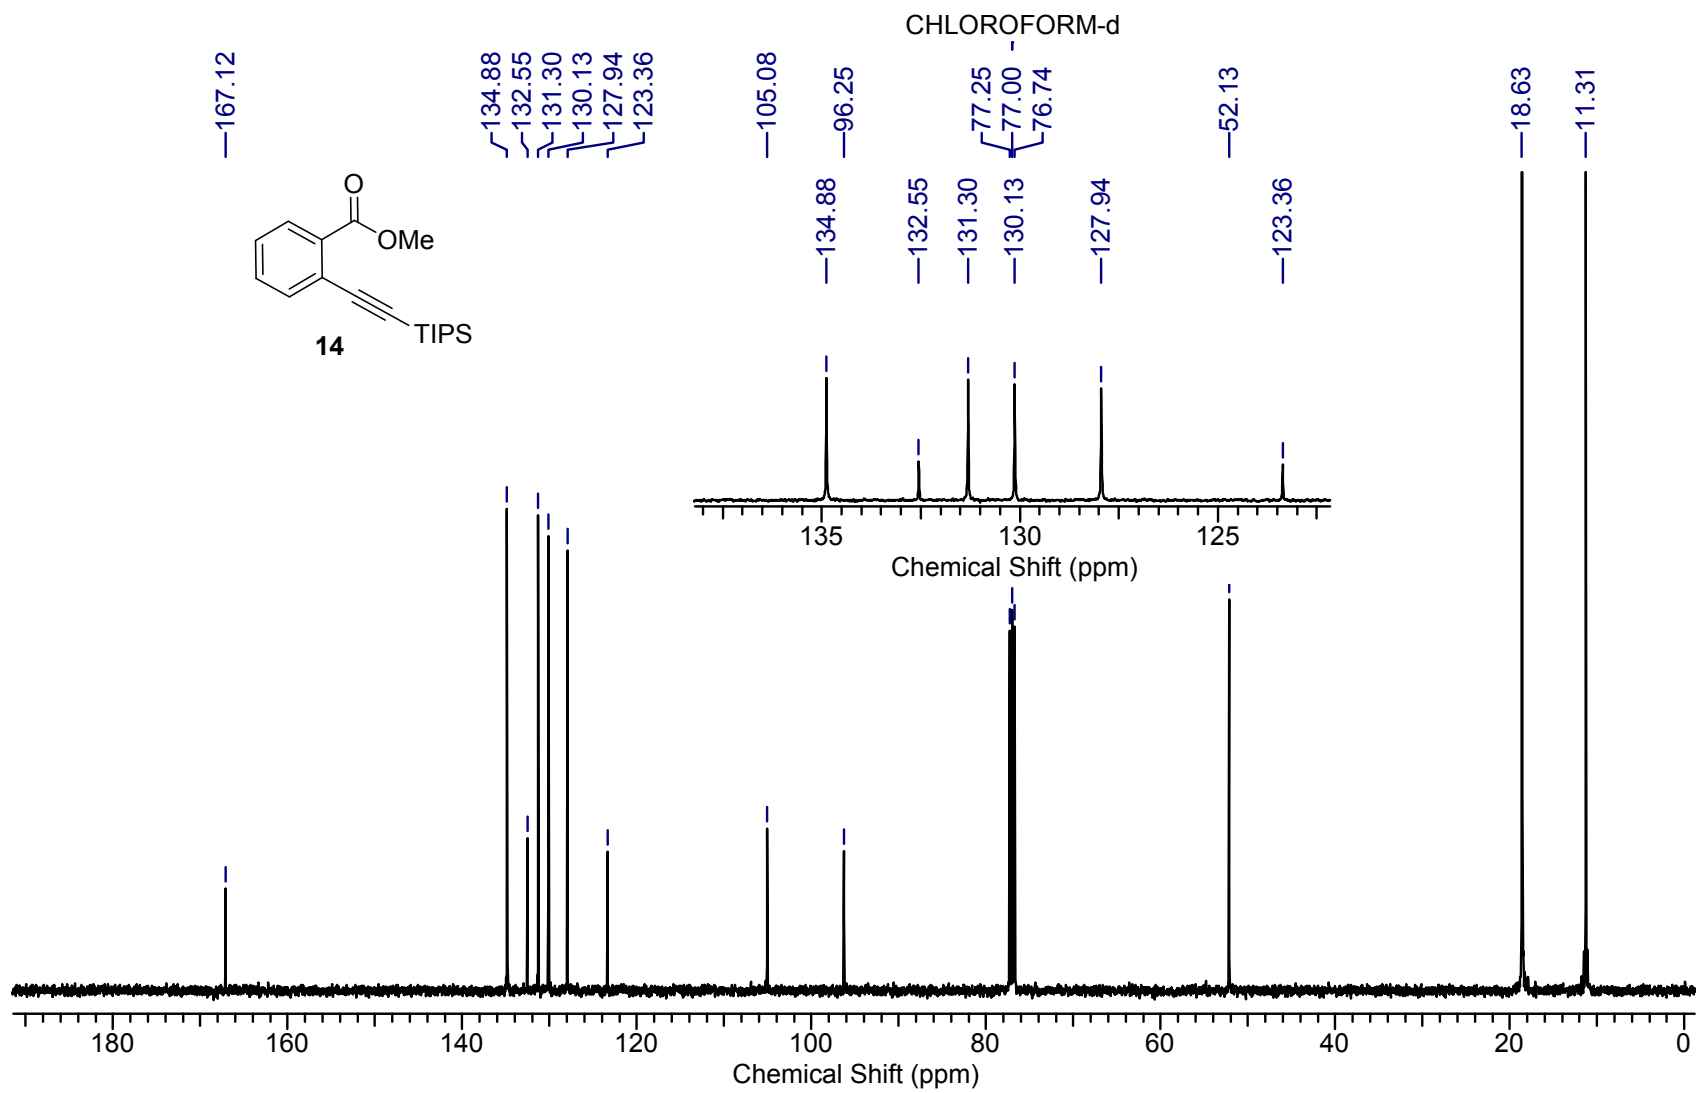 CHLOROFORM-d
167.12
134.88
132.55
131.30
130.13
127.94
123.36
105.08
96.25
77.25
77.00
76.74
52.13
18.63
11.31
134.88
132.55
131.30
130.13
127.94
123.36
O
OMe
TIPS
14
135 130 125
Chemical Shift (ppm)
180 160 140 120 100 80 60 40 20 0
Chemical Shift (ppm)